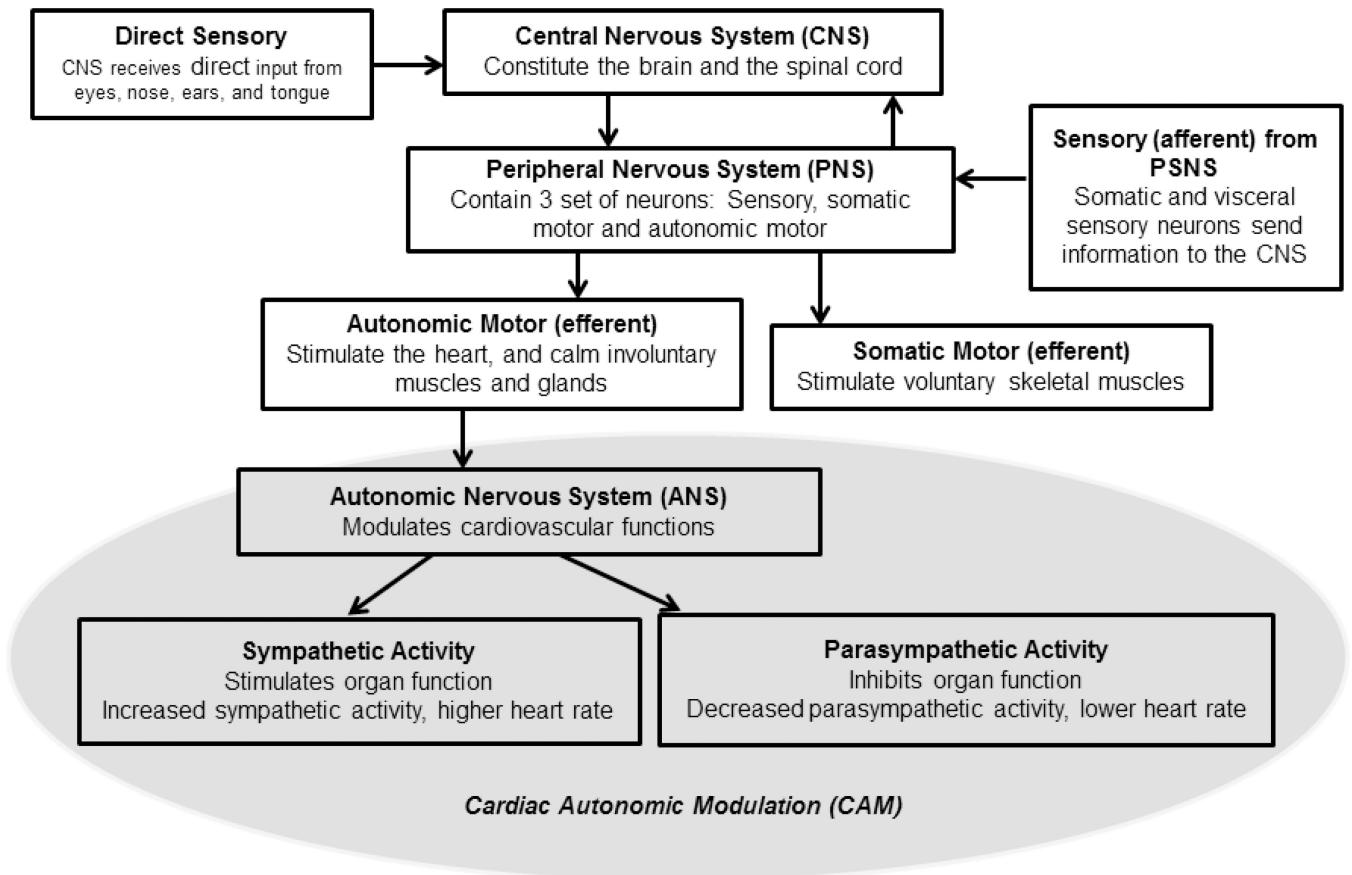 Direct Sensory
CNS receives direct input from
eyes, nose, ears, and tongue
Central Nervous System (CNS)
Constitute the brain and the spinal cord
Peripheral Nervous System (PNS)
Contain 3 set of neurons: Sensory, somatic
motor and autonomic motor
Sensory (afferent) from
PSNS
Somatic and visceral
sensory neurons send
information to the CNS
Autonomic Motor (efferent)
Stimulate the heart, and calm involuntary
muscles and glands
Somatic Motor (efferent)
Stimulate voluntary skeletal muscles
Autonomic Nervous System (ANS)
Modulates cardiovascular functions
Sympathetic Activity
Stimulates organ function
Increased sympathetic activity, higher heart rate
Parasympathetic Activity
Inhibits organ function
Decreased parasympathetic activity, lower heart rate
Cardiac Autonomic Modulation (CAM)